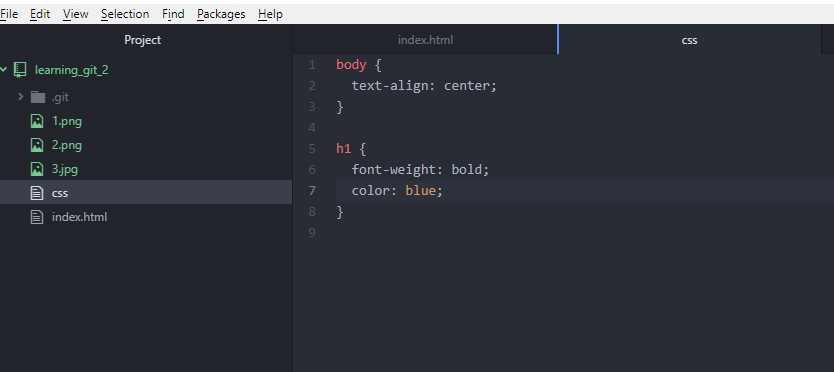 File Edit View Selection Find Packages Help
Project
learning_git_2
.git
1.png
2.png
3.jpg
css
index.html
index.html css
1 body {
2   text-align: center;
3 }
4
5 h1 {
6   font-weight: bold;
7   color: blue;
8 }
9